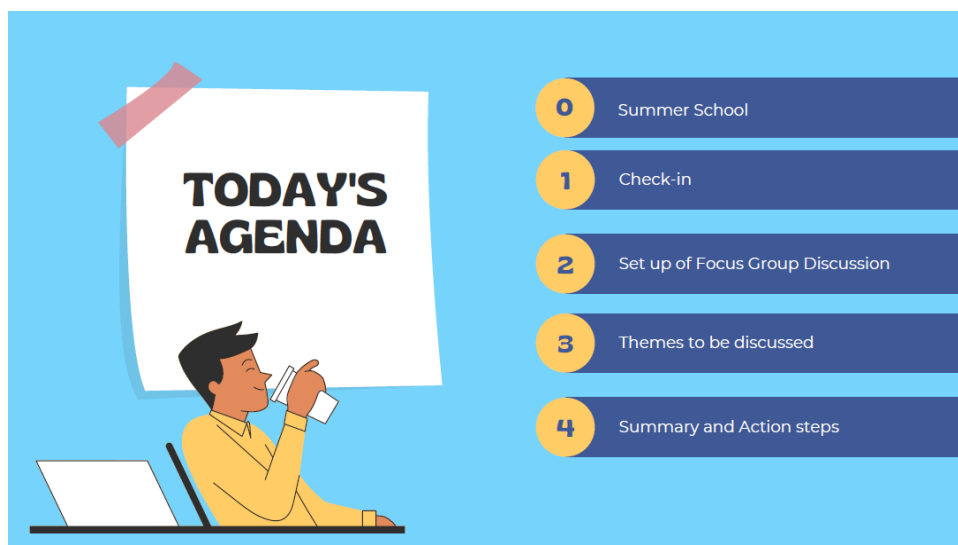 TODAY'S
AGENDA
0 Summer School
1 Check-in
2 Set up of Focus Group Discussion
3 Themes to be discussed
4 Summary and Action steps